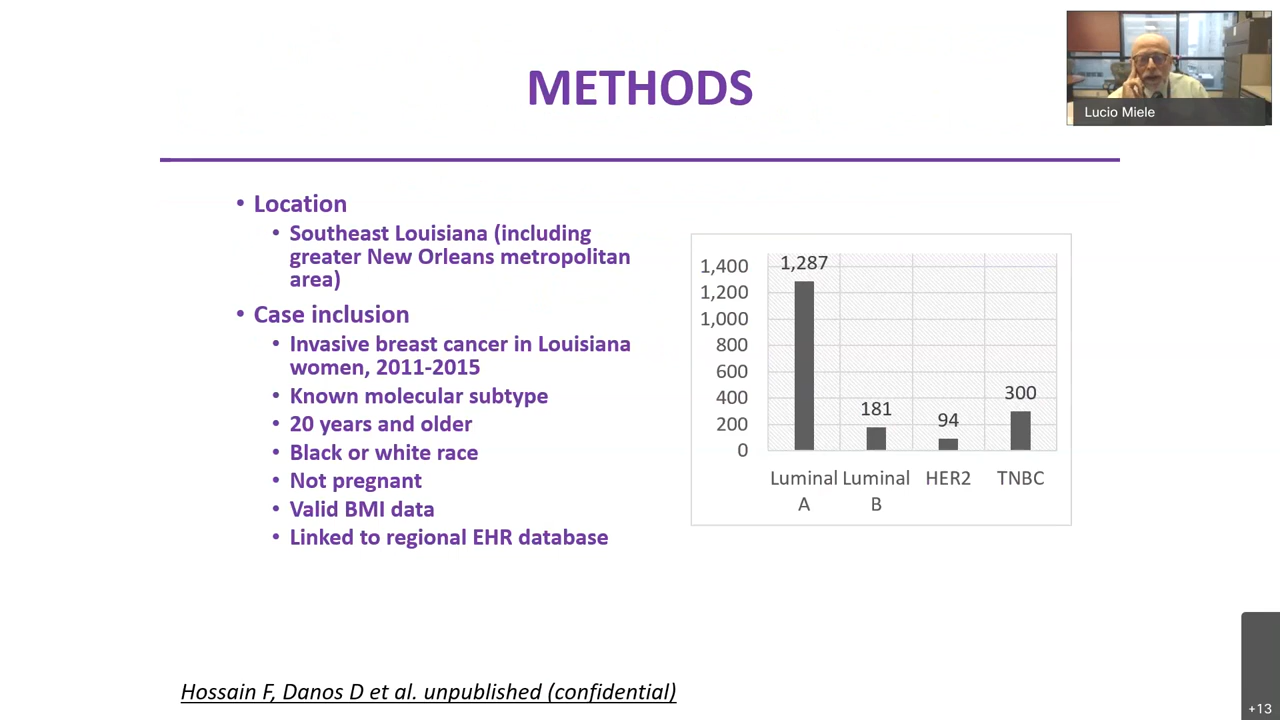 METHODS
Lucio Miele
• Location
• Southeast Louisiana (including
greater New Orleans metropolitan
area)
• Case inclusion
• Invasive breast cancer in Louisiana
women, 2011-2015
• Known molecular subtype
• 20 years and older
• Black or white race
• Not pregnant
• Valid BMI data
• Linked to regional EHR database
1,400
1,200
1,000
800
600
400
200
0
1,287
181
94
300
Luminal A
Luminal B
HER2
TNBC
Hossain F, Danos D et al. unpublished (confidential)
+13